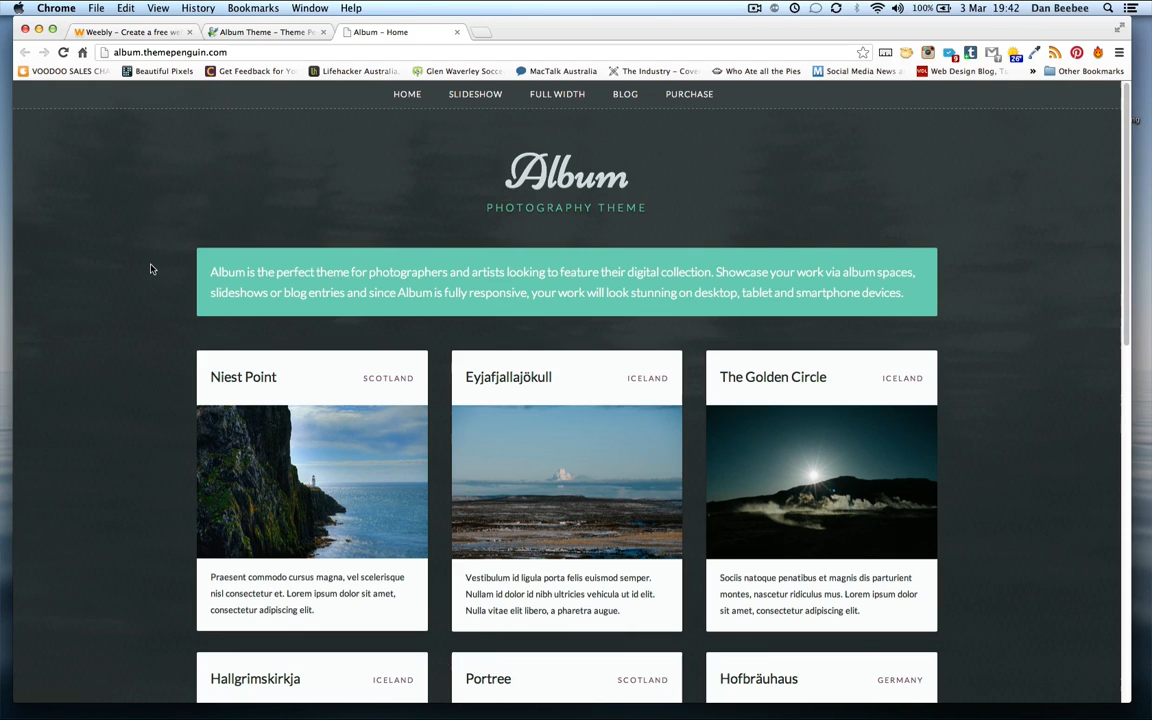 Chrome File Edit View History Bookmarks Window Help 100% 3 Mar 19:42 Dan Beebee
Weebly - Create a free we
Album Theme - Theme Pe
Album - Home
album.themepenguin.com
9
26°
VOODOO SALES CHA
Beautiful Pixels
Get Feedback for Yo
Lifehacker Australia
Glen Waverley Socce
MacTalk Australia
The Industry - Cove
Who Ate all the Pies
Social Media News a
Web Design Blog, Tu
» Other Bookmarks
HOME SLIDESHOW FULL WIDTH BLOG PURCHASE
Album
PHOTOGRAPHY THEME
Album is the perfect theme for photographers and artists looking to feature their digital collection. Showcase your work via album spaces,
slideshows or blog entries and since Album is fully responsive, your work will look stunning on desktop, tablet and smartphone devices.
Niest Point SCOTLAND
Praesent commodo cursus magna, vel scelerisque
nisl consectetur et. Lorem ipsum dolor sit amet,
consectetur adipiscing elit.
Eyjafjallajökull ICELAND
Vestibulum id ligula porta felis euismod semper.
Nullam id dolor id nibh ultricies vehicula ut id elit.
Nulla vitae elit libero, a pharetra augue.
The Golden Circle ICELAND
Sociis natoque penatibus et magnis dis parturient
montes, nascetur ridiculus mus. Lorem ipsum dolor
sit amet, consectetur adipiscing elit.
Hallgrimskirkja ICELAND
Portree SCOTLAND
Hofbräuhaus GERMANY